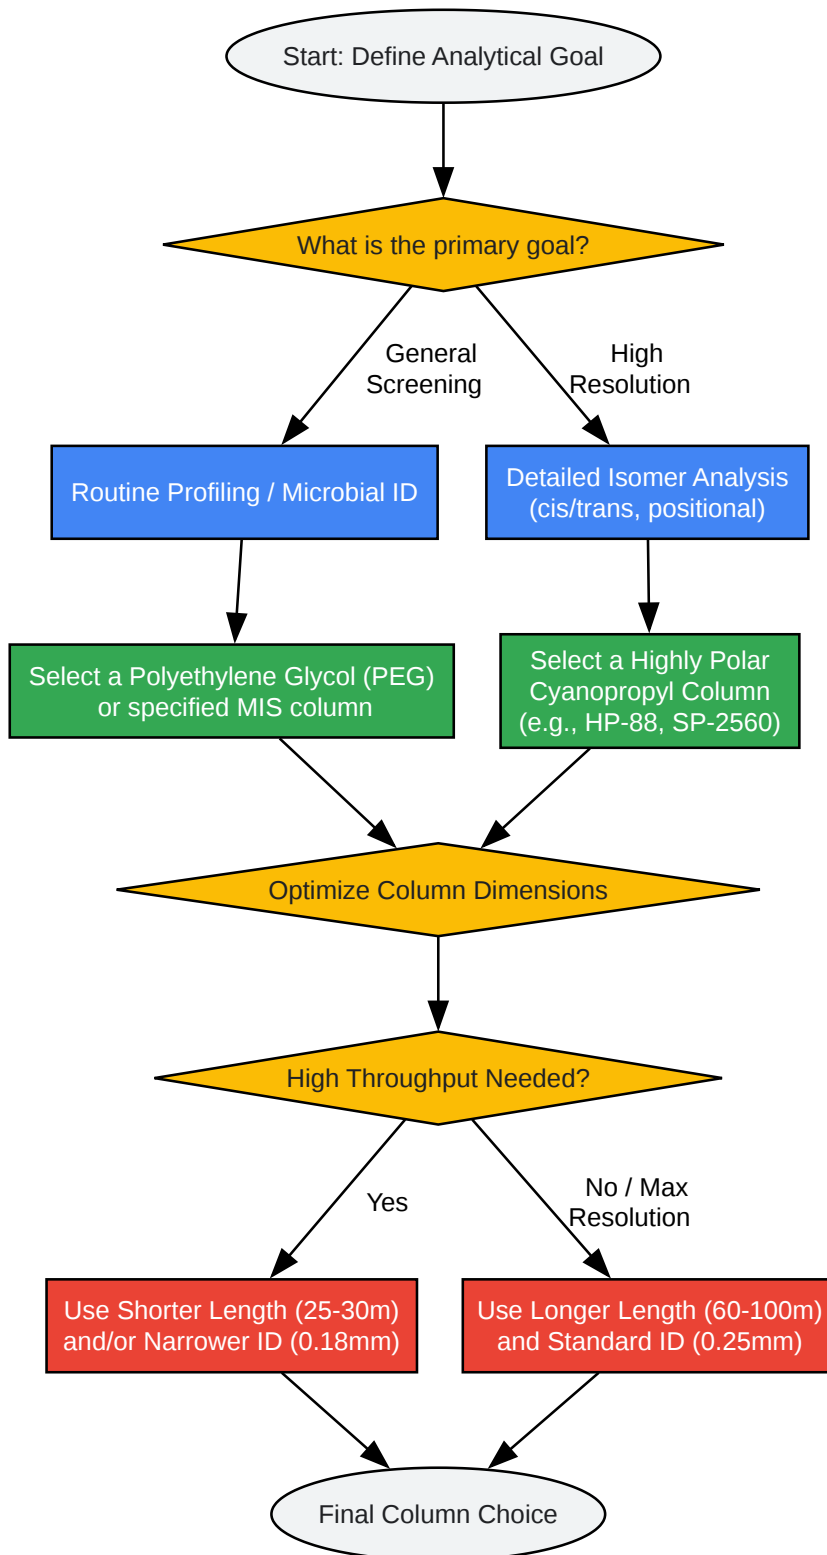 Start: Define Analytical Goal
What is the primary goal?
General
Screening
High
Resolution
Routine Profiling / Microbial ID
Detailed Isomer Analysis
(cis/trans, positional)
Select a Polyethylene Glycol (PEG)
or specified MIS column
Select a Highly Polar
Cyanopropyl Column
(e.g., HP-88, SP-2560)
Optimize Column Dimensions
High Throughput Needed?
Yes
No / Max
Resolution
Use Shorter Length (25-30m)
and/or Narrower ID (0.18mm)
Use Longer Length (60-100m)
and Standard ID (0.25mm)
Final Column Choice